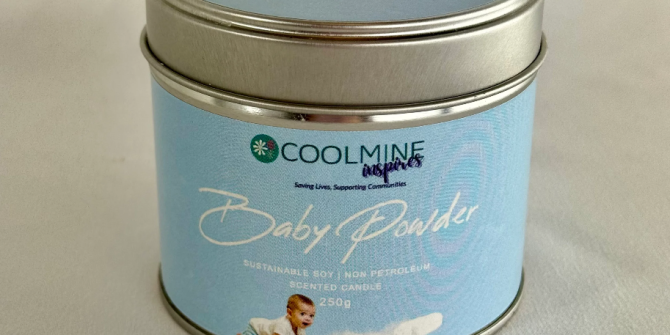 COOLMINE
inspires
Saving Lives, Supporting Communities
Baby Powder
SUSTAINABLE SOY | NON PETROLEUM
SCENTED CANDLE
250g